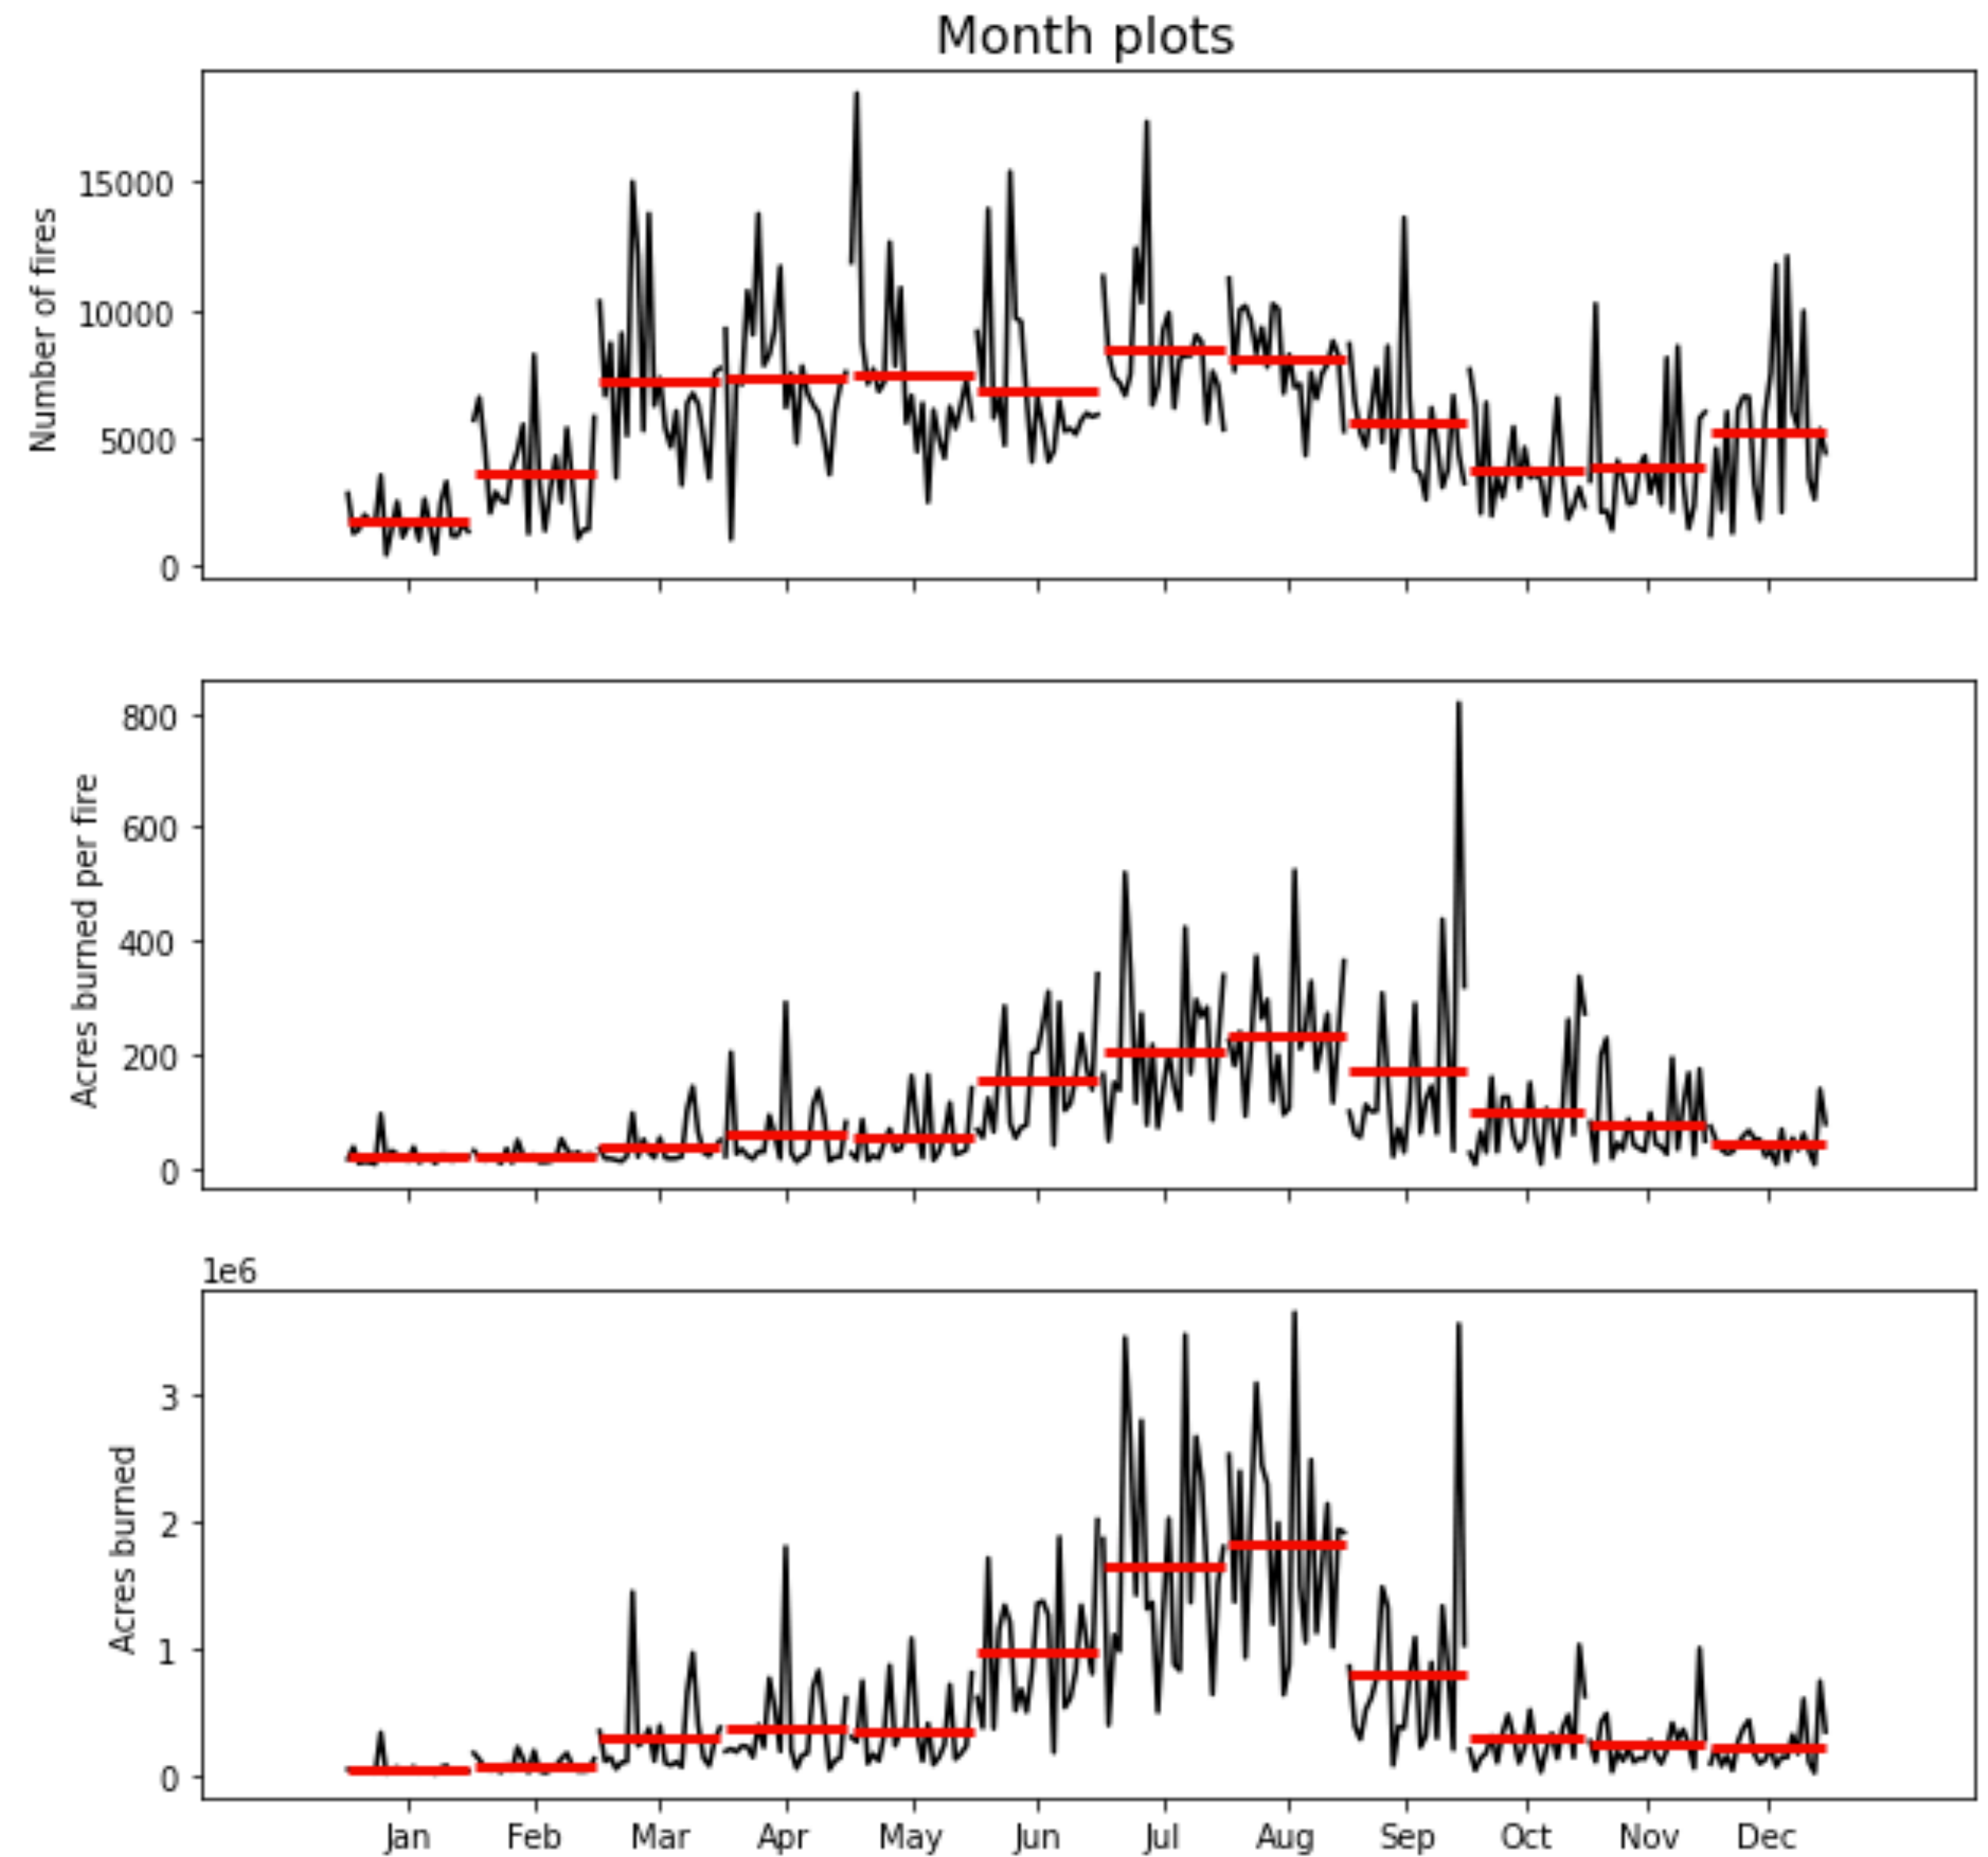 Month plots
Number of fires
15000
10000
5000
0
Acres burned per fire
800
600
400
200
0
1e6
Acres burned
3
2
1
0
Jan Feb Mar Apr May Jun Jul Aug Sep Oct Nov Dec